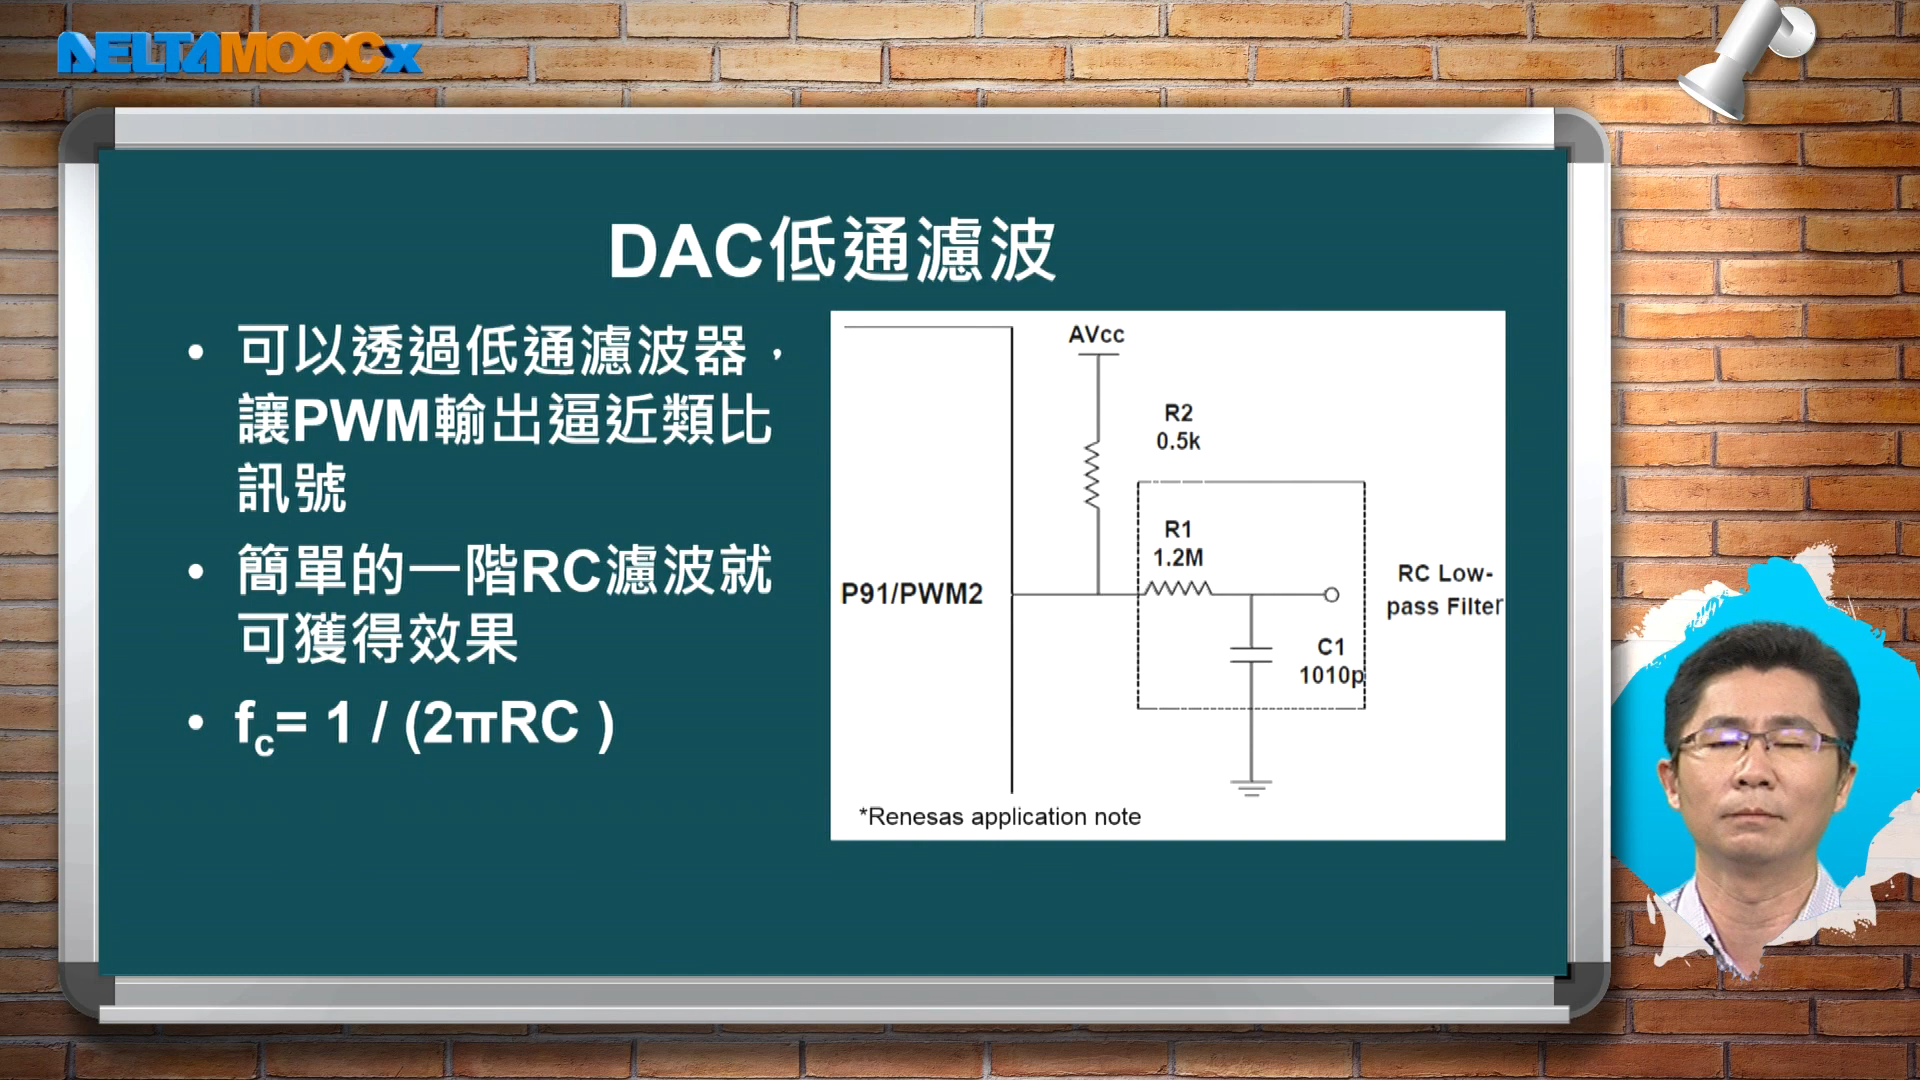 DELTAMOOCx
DAC低通濾波
• 可以透過低通濾波器，
讓PWM輸出逼近類比
訊號
• 簡單的一階RC濾波就
可獲得效果
• fc= 1 / (2πRC )
AVcc
R2
0.5k
R1
1.2M
P91/PWM2
RC Low-
pass Filter
C1
1010p
*Renesas application note